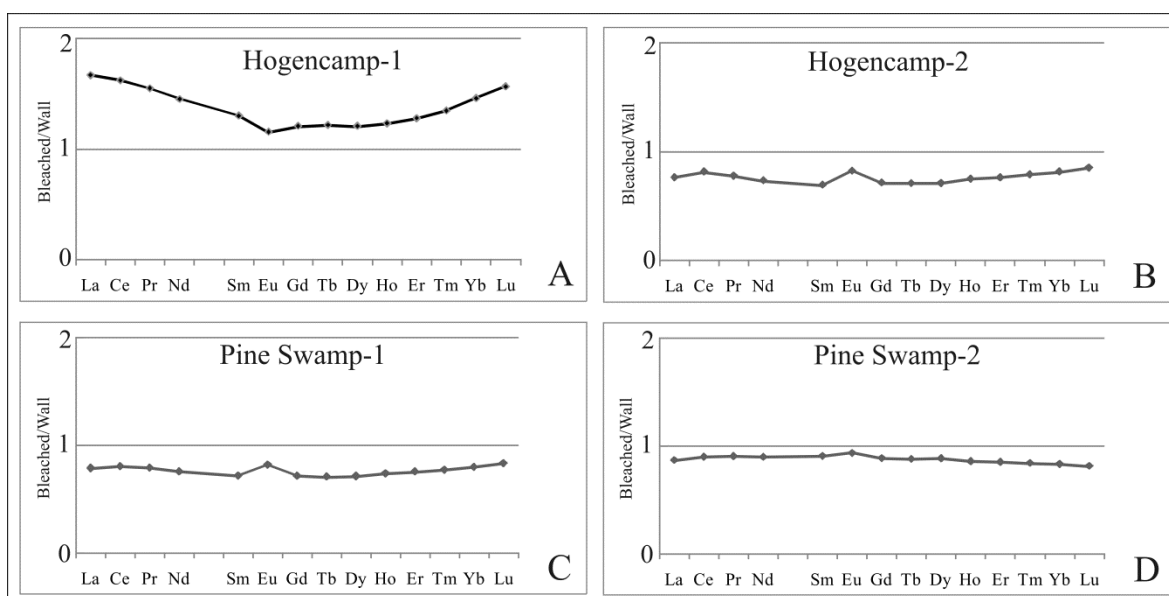 2
Hogencamp-1
Bleached/Wall
1
0
La Ce Pr Nd Sm Eu Gd Tb Dy Ho Er Tm Yb Lu
A
2
Hogencamp-2
Bleached/Wall
1
0
La Ce Pr Nd Sm Eu Gd Tb Dy Ho Er Tm Yb Lu
B
2
Pine Swamp-1
Bleached/Wall
1
0
La Ce Pr Nd Sm Eu Gd Tb Dy Ho Er Tm Yb Lu
C
2
Pine Swamp-2
Bleached/Wall
1
0
La Ce Pr Nd Sm Eu Gd Tb Dy Ho Er Tm Yb Lu
D